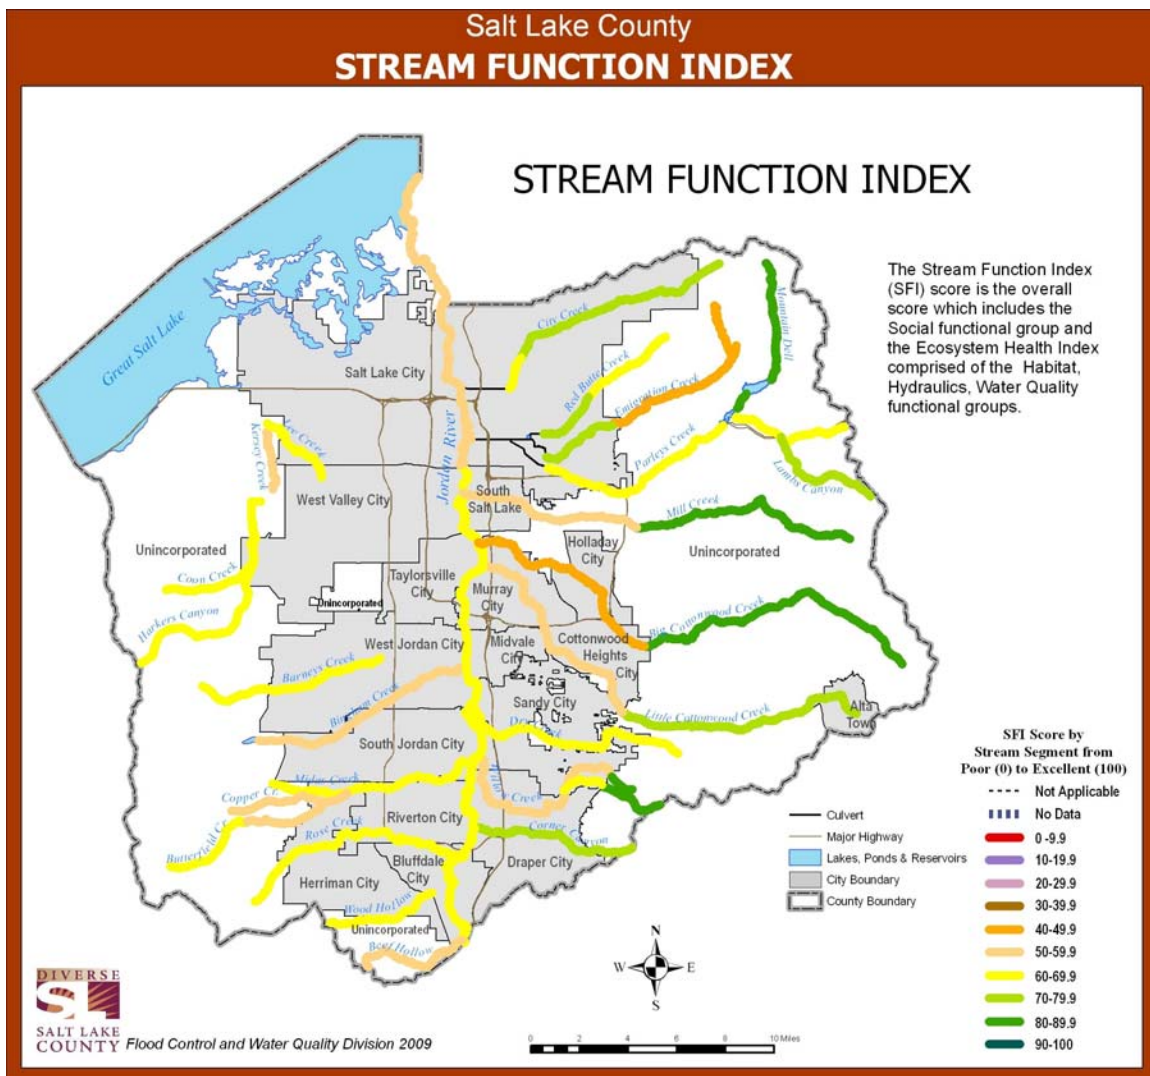 Salt Lake County
STREAM FUNCTION INDEX
STREAM FUNCTION INDEX
The Stream Function Index
(SFI) score is the overall
score which includes the
Social functional group and
the Ecosystem Health Index
comprised of the Habitat,
Hydraulics, Water Quality
functional groups.
Great Salt Lake
Salt Lake City
City Creek
Mountain Dell
Red Butte Creek
Emigration Creek
Parleys Creek
Lambs Canyon
Jordan River
Kersey Creek
Lee Creek
West Valley City
South
Salt Lake
Mill Creek
Unincorporated
Holladay
City
Unincorporated
Coon Creek
Harkers Canyon
Taylorsville
City
Unincorporated
Murray
City
Big Cottonwood Creek
West Jordan City
Midvale
City
Cottonwood
Heights
City
Barneys Creek
Bingham Creek
Sandy City
Dry Creek
Little Cottonwood Creek
Alta
Town
South Jordan City
Midas Creek
Willow Creek
Copper Cr.
Butterfield Cr.
Rose Creek
Riverton City
Corner Canyon
Bluffdale
City
Draper City
Herriman City
Wood Hollow
Unincorporated
Beef Hollow
SFI Score by
Stream Segment from
Poor (0) to Excellent (100)
Not Applicable
No Data
0 -9.9
10-19.9
20-29.9
30-39.9
40-49.9
50-59.9
60-69.9
70-79.9
80-89.9
90-100
Culvert
Major Highway
Lakes, Ponds & Reservoirs
City Boundary
County Boundary
N
W
E
S
DIVERSE
SL
SALT LAKE
COUNTY
Flood Control and Water Quality Division 2009
0 2 4 6 8 10 Miles